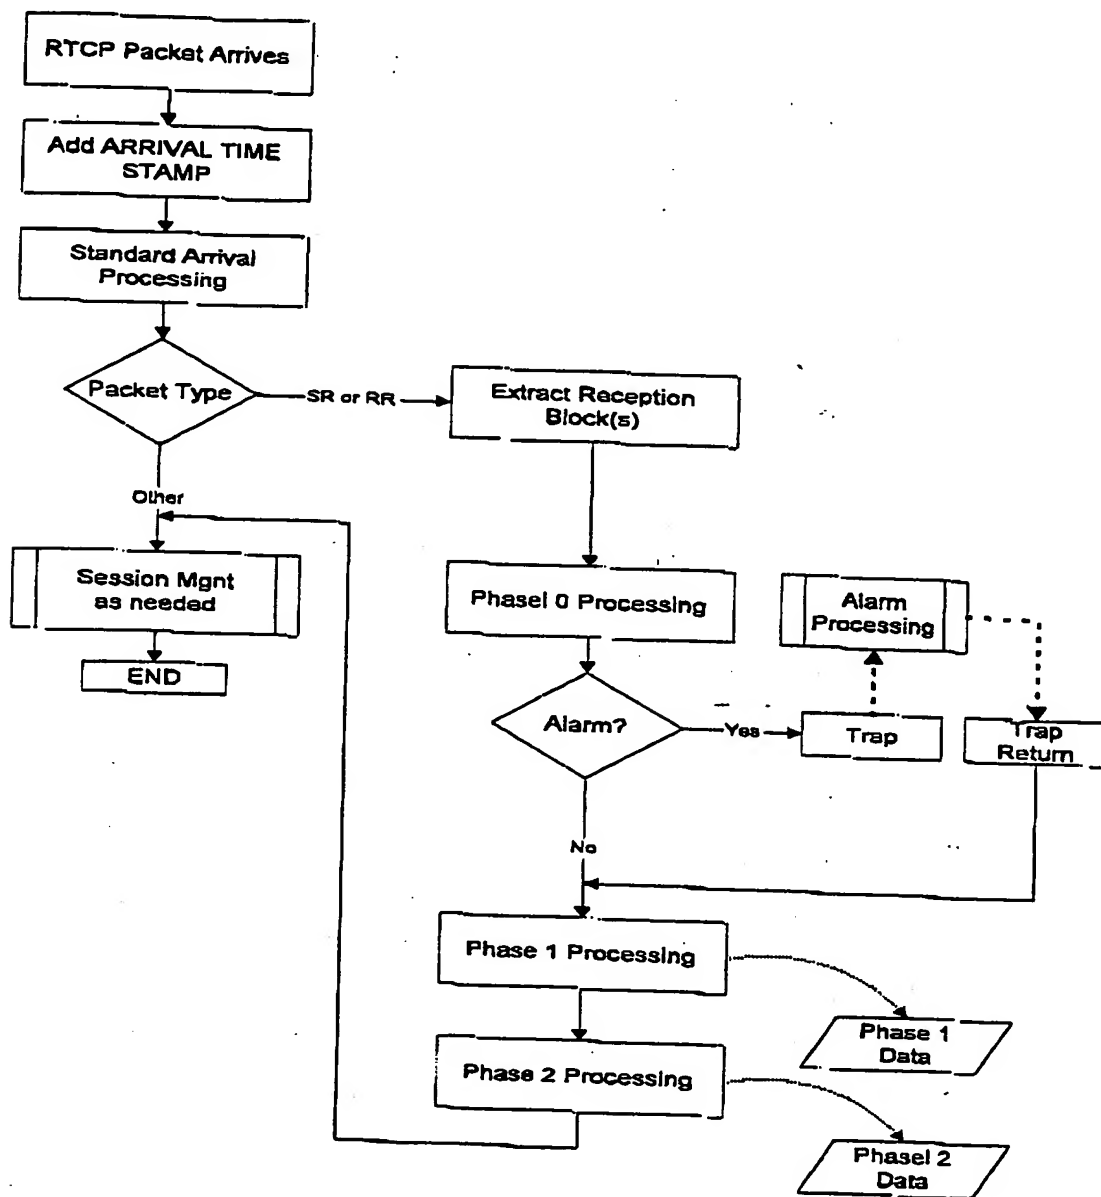 RTCP Packet Arrives
Add ARRIVAL TIME
STAMP
Standard Arrival
Processing
Packet Type
SR or RR
Extract Reception
Block(s)
Other
Session Mgnt
as needed
END
Phasel 0 Processing
Alarm
Processing
Alarm?
Yes
Trap
Trap
Return
No
Phase 1 Processing
Phase 1
Data
Phase 2 Processing
Phasel 2
Data